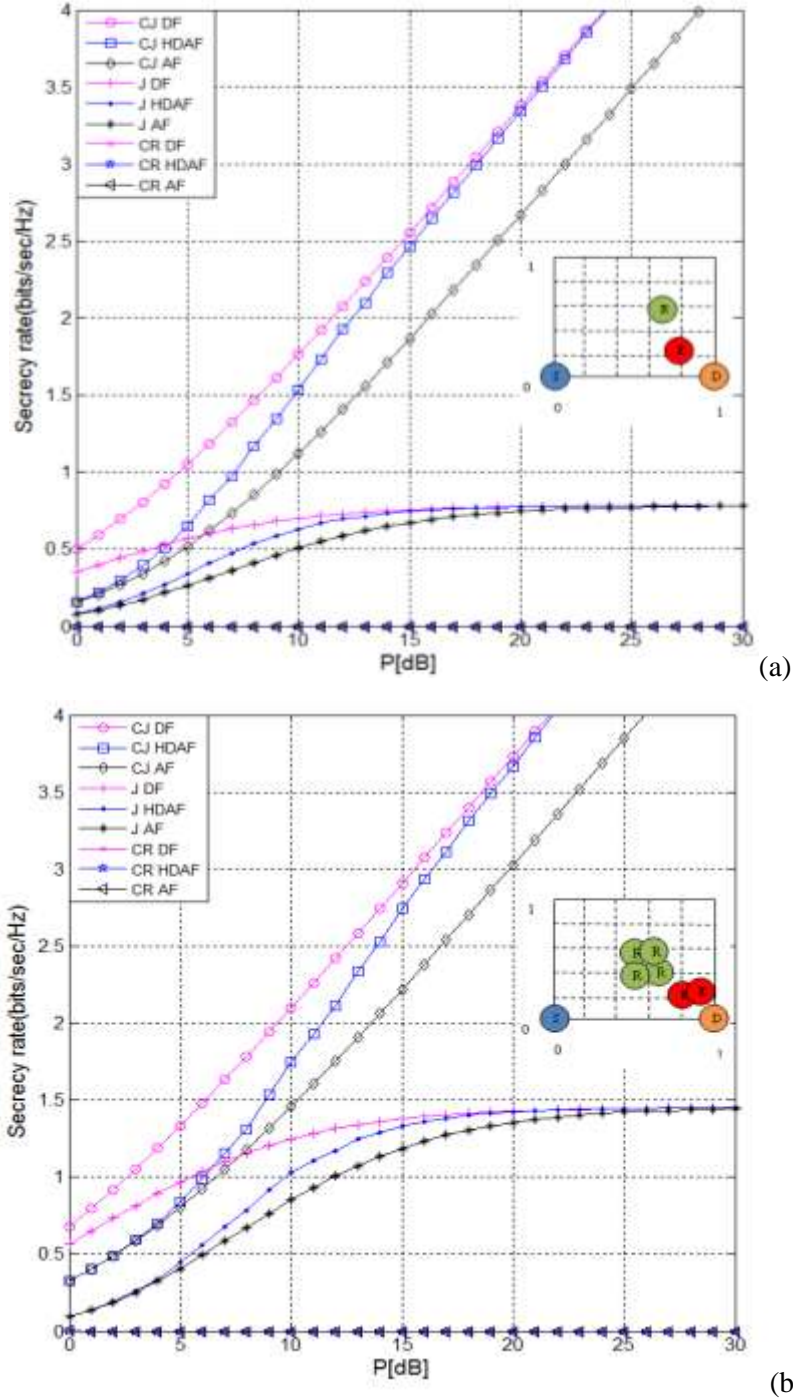 4
3.5
3
2.5
2
1.5
1
0.5
0
Secrecy rate(bits/sec/Hz)
CJ DF
CJ HDAF
CJ AF
J DF
J HDAF
J AF
CR DF
CR HDAF
CR AF
1
R
E
0 S D
0 1
0 5 10 15 20 25 30
P[dB]
(a)
4
3.5
3
2.5
2
1.5
1
0.5
0
Secrecy rate(bits/sec/Hz)
CJ DF
CJ HDAF
CJ AF
J DF
J HDAF
J AF
CR DF
CR HDAF
CR AF
1
R R
R R
0 S D
0 1
0 5 10 15 20 25 30
P[dB]
(b